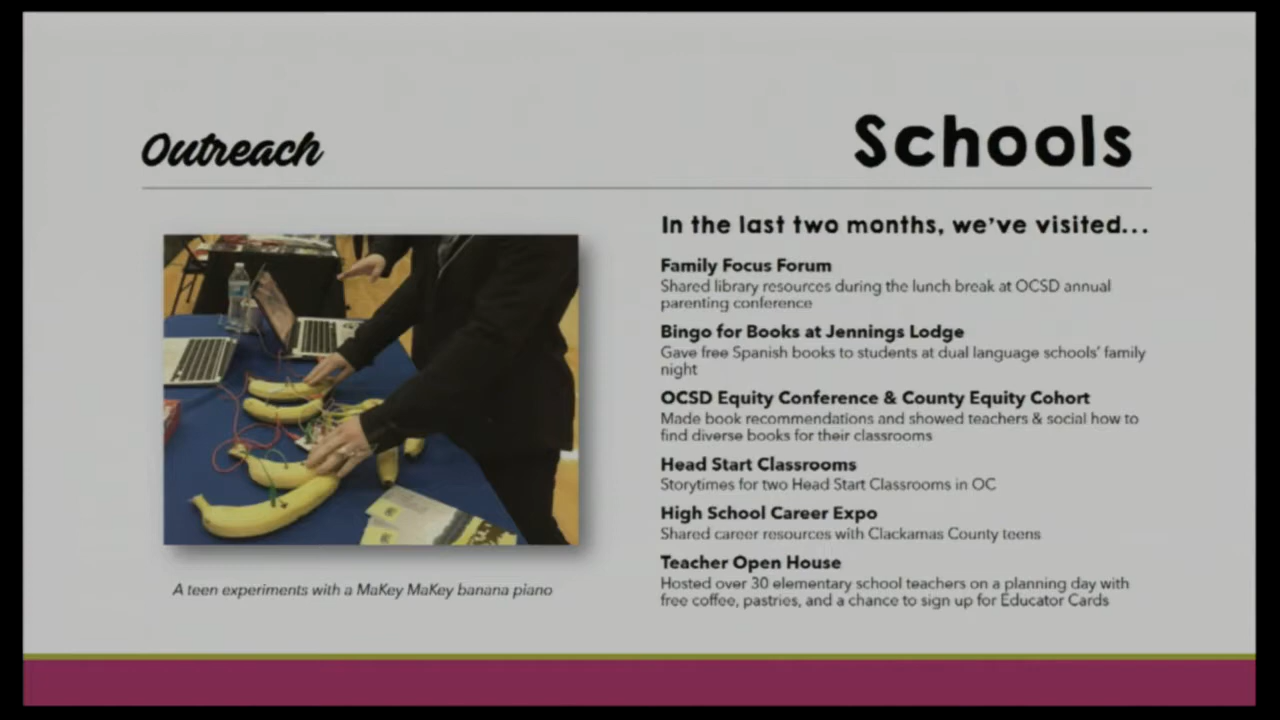 Outreach
Schools
In the last two months, we've visited...
Family Focus Forum
Shared library resources during the lunch break at OCSD annual
parenting conference
Bingo for Books at Jennings Lodge
Gave free Spanish books to students at dual language schools' family
night
OCSD Equity Conference & County Equity Cohort
Made book recommendations and showed teachers & social how to
find diverse books for their classrooms
Head Start Classrooms
Storytimes for two Head Start Classrooms in OC
High School Career Expo
Shared career resources with Clackamas County teens
Teacher Open House
Hosted over 30 elementary school teachers on a planning day with
free coffee, pastries, and a chance to sign up for Educator Cards
A teen experiments with a MaKey MaKey banana piano